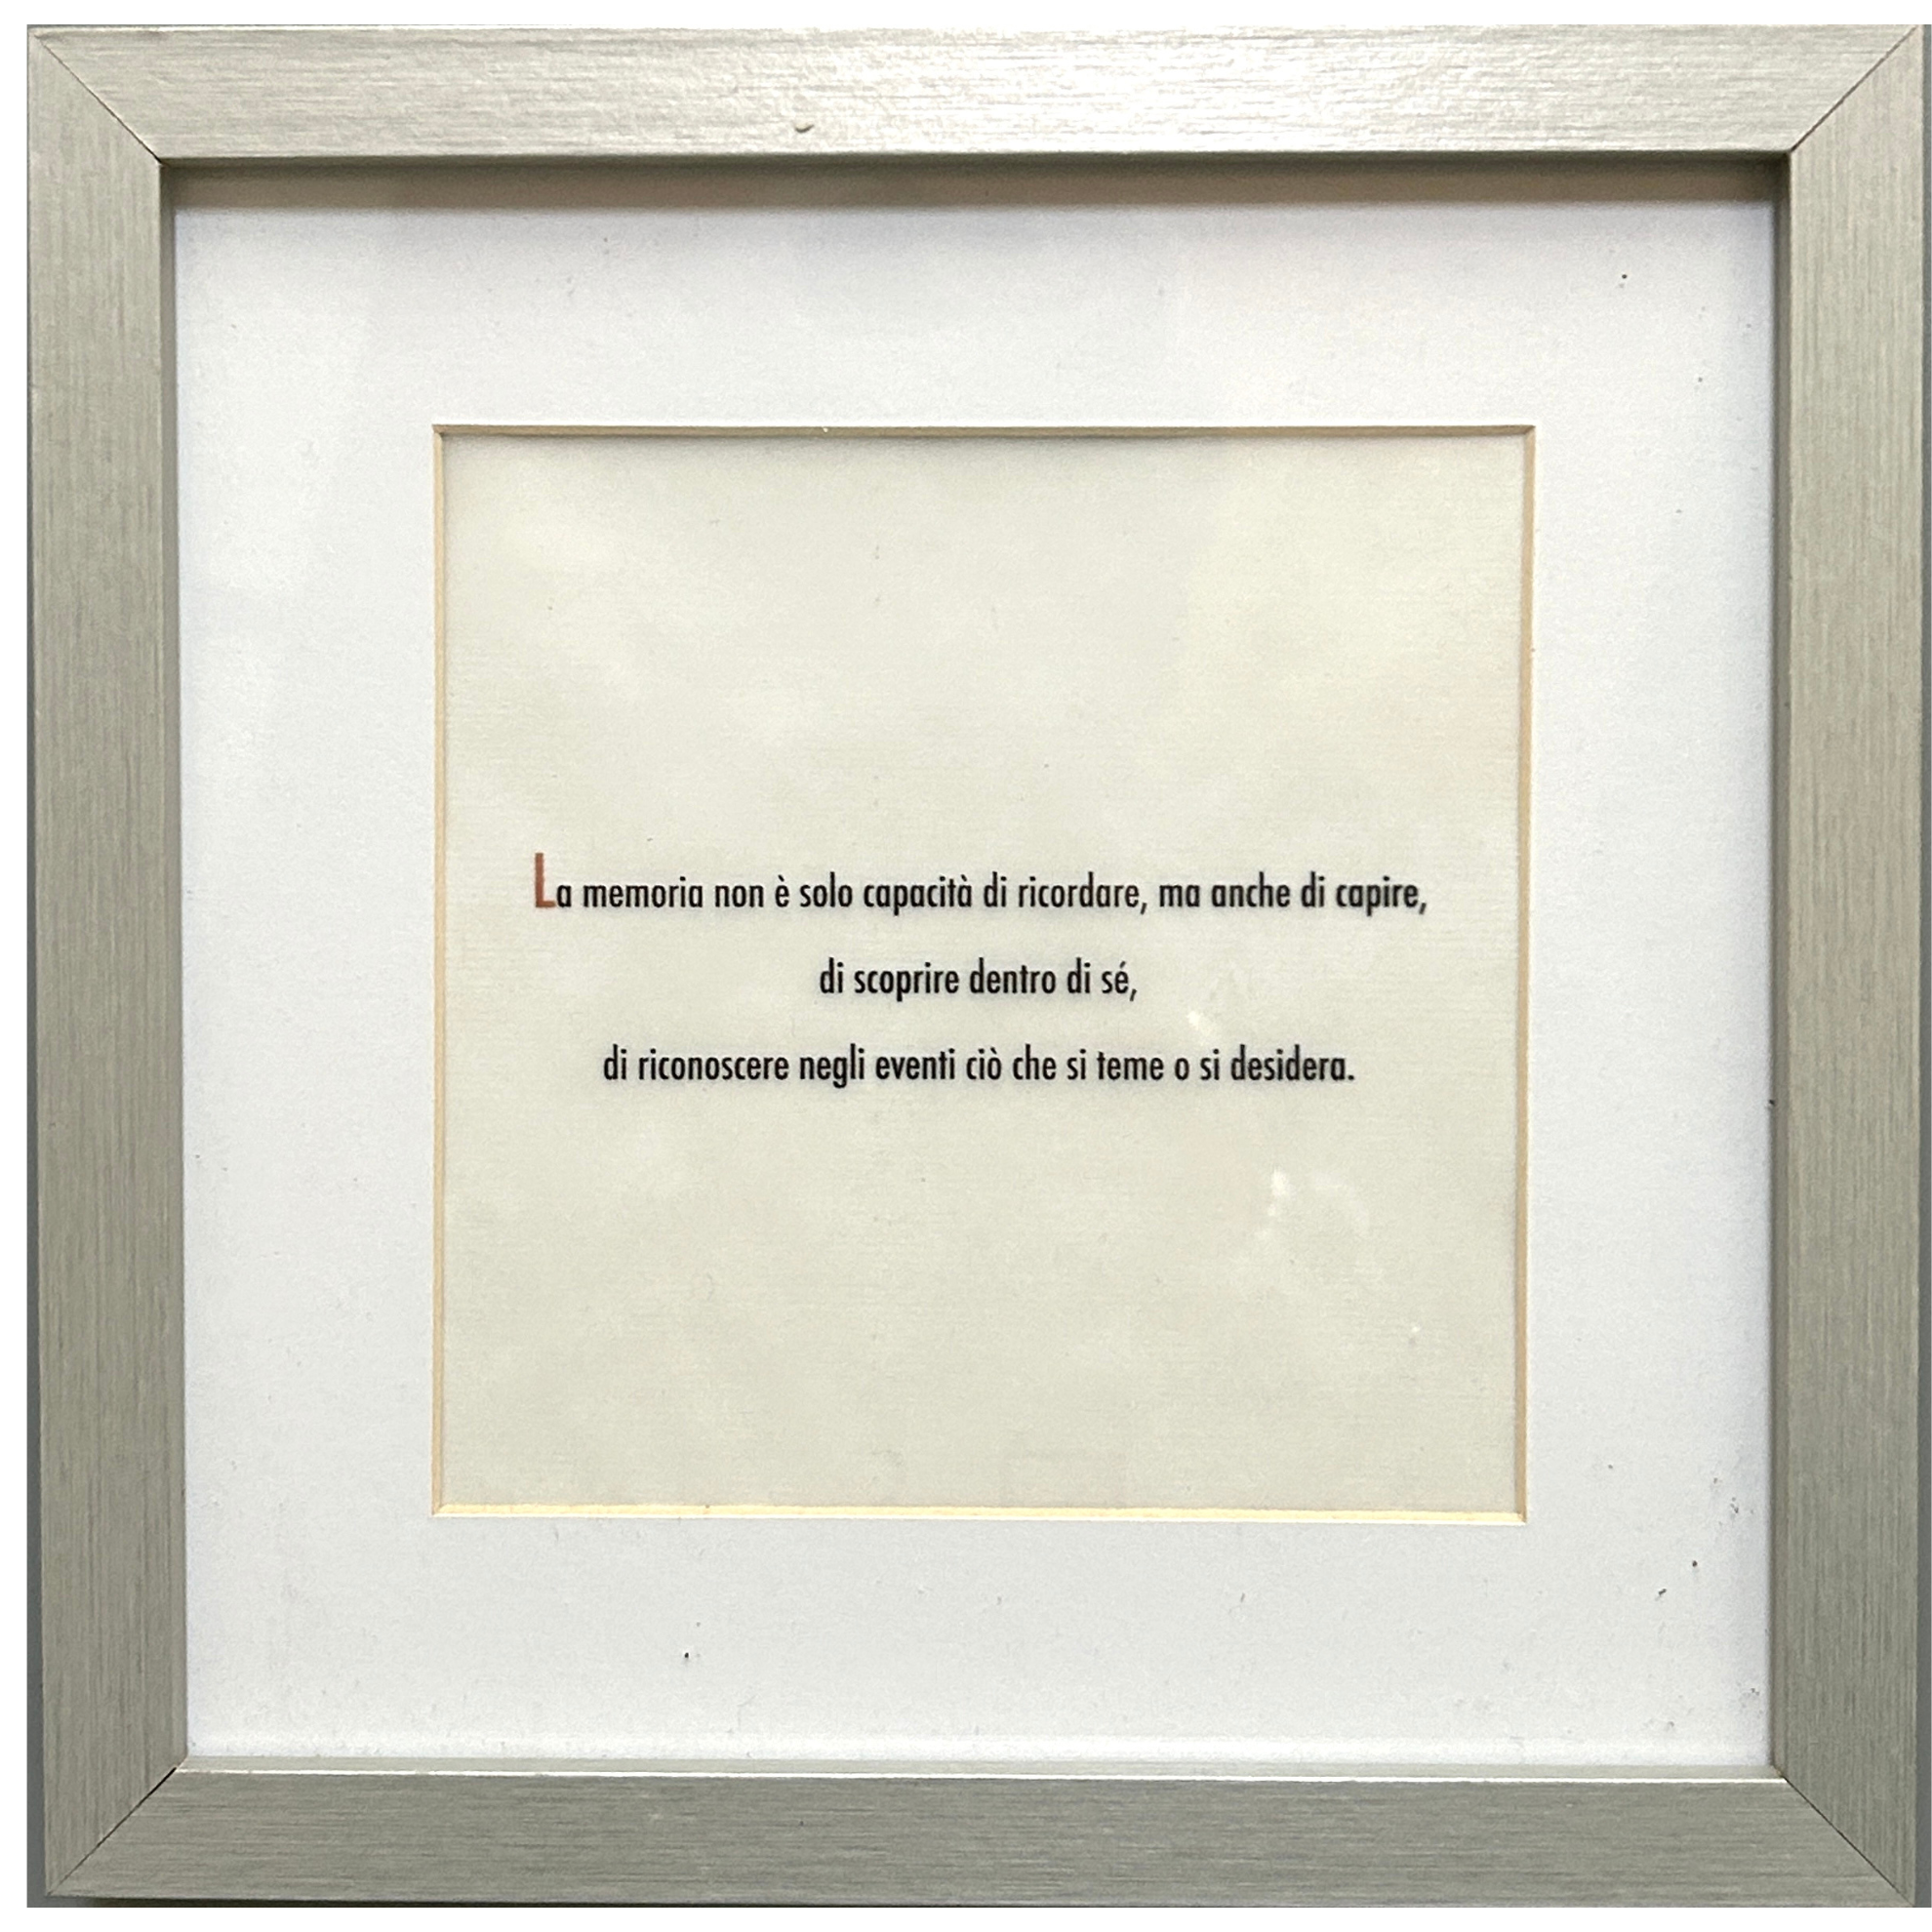 La memoria non è solo capacità di ricordare, ma anche di capire,
di scoprire dentro di sé,
di riconoscere negli eventi ciò che si teme o si desidera.